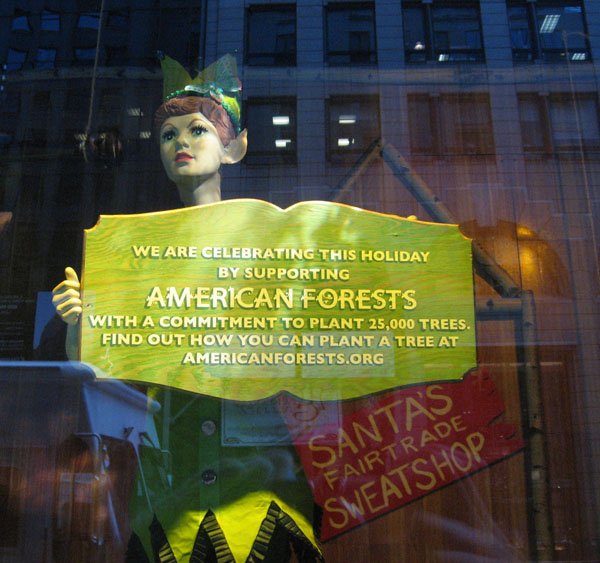 WE ARE CELEBRATING THIS HOLIDAY
BY SUPPORTING
AMERICAN FORESTS
WITH A COMMITMENT TO PLANT 25,000 TREES.
FIND OUT HOW YOU CAN PLANT A TREE AT
AMERICANFORESTS.ORG
SANTA'S
FAIR TRADE
SWEATSHOP